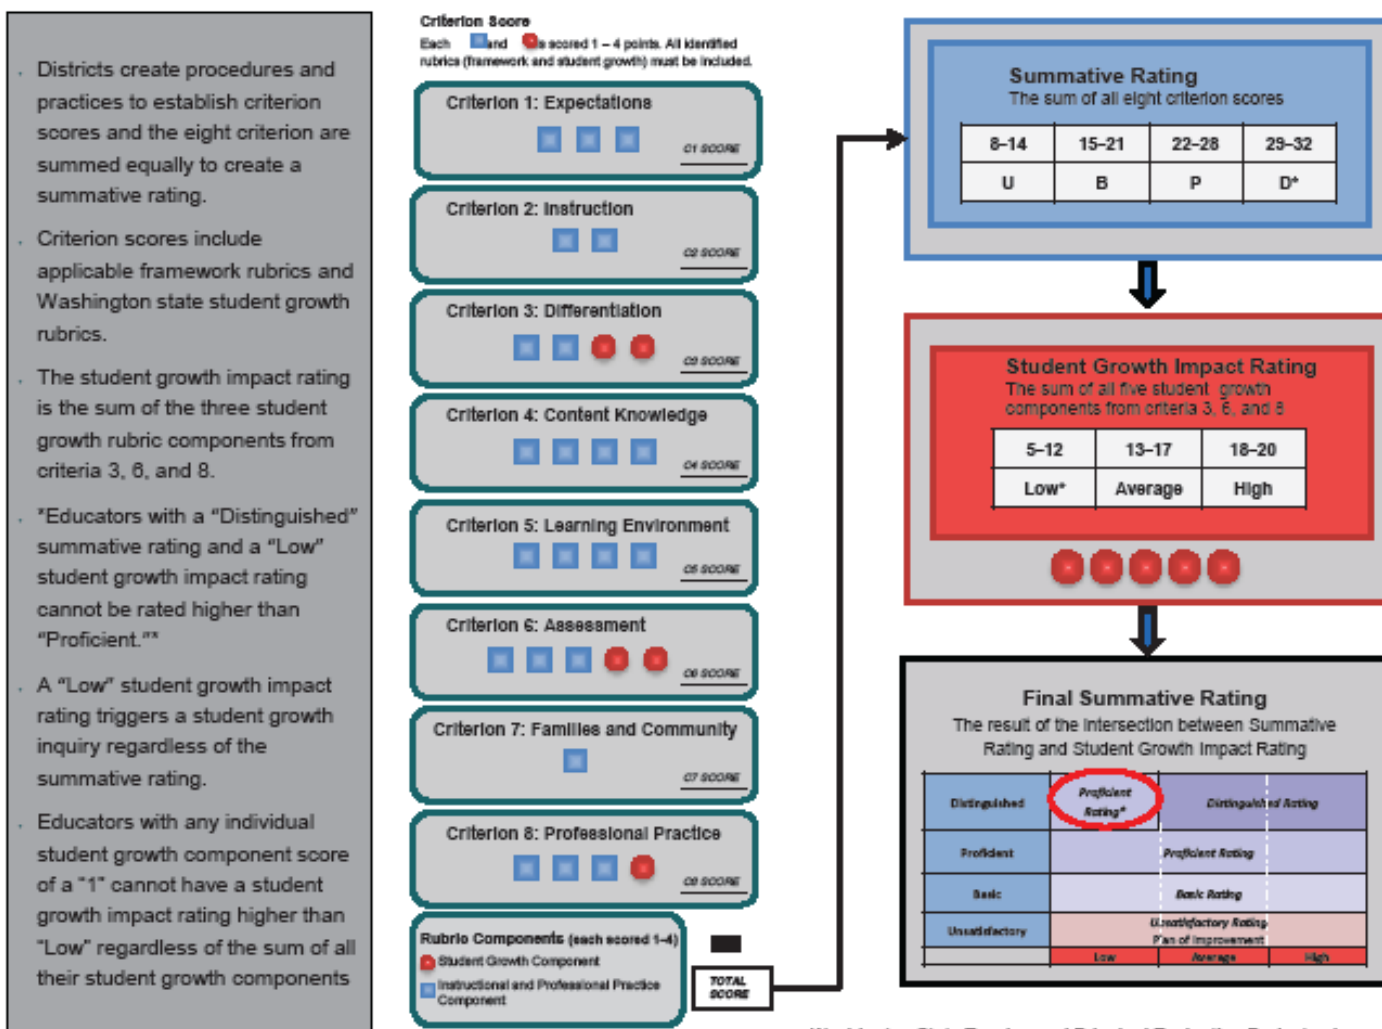 Districts create procedures and
practices to establish criterion
scores and the eight criterion are
summed equally to create a
summative rating.
Criterion scores include
applicable framework rubrics and
Washington state student growth
rubrics.
The student growth impact rating
is the sum of the three student
growth rubric components from
criteria 3, 6, and 8.
*Educators with a “Distinguished”
summative rating and a “Low”
student growth impact rating
cannot be rated higher than
“Proficient.”*
A “Low” student growth impact
rating triggers a student growth
inquiry regardless of the
summative rating.
Educators with any individual
student growth component score
of a “1” cannot have a student
growth impact rating higher than
“Low” regardless of the sum of all
their student growth components
Criterion Score
Each and is scored 1 – 4 points. All identified
rubrics (framework and student growth) must be included.
Criterion 1: Expectations
C1 SCORE
Criterion 2: Instruction
C2 SCORE
Criterion 3: Differentiation
C3 SCORE
Criterion 4: Content Knowledge
C4 SCORE
Criterion 5: Learning Environment
C5 SCORE
Criterion 6: Assessment
C6 SCORE
Criterion 7: Families and Community
C7 SCORE
Criterion 8: Professional Practice
C8 SCORE
Rubric Components (each scored 1-4)
Student Growth Component
Instructional and Professional Practice
Component
TOTAL
SCORE
Summative Rating
The sum of all eight criterion scores
8–14 15–21 22–28 29–32
U B P D*
Student Growth Impact Rating
The sum of all five student growth
components from criteria 3, 6, and 8
5–12 13–17 18–20
Low* Average High
Final Summative Rating
The result of the intersection between Summative
Rating and Student Growth Impact Rating
Distinguished Proficient Rating* Distinguished Rating
Proficient Proficient Rating
Basic Basic Rating
Unsatisfactory Unsatisfactory Rating
Plan of Improvement
Low Average High